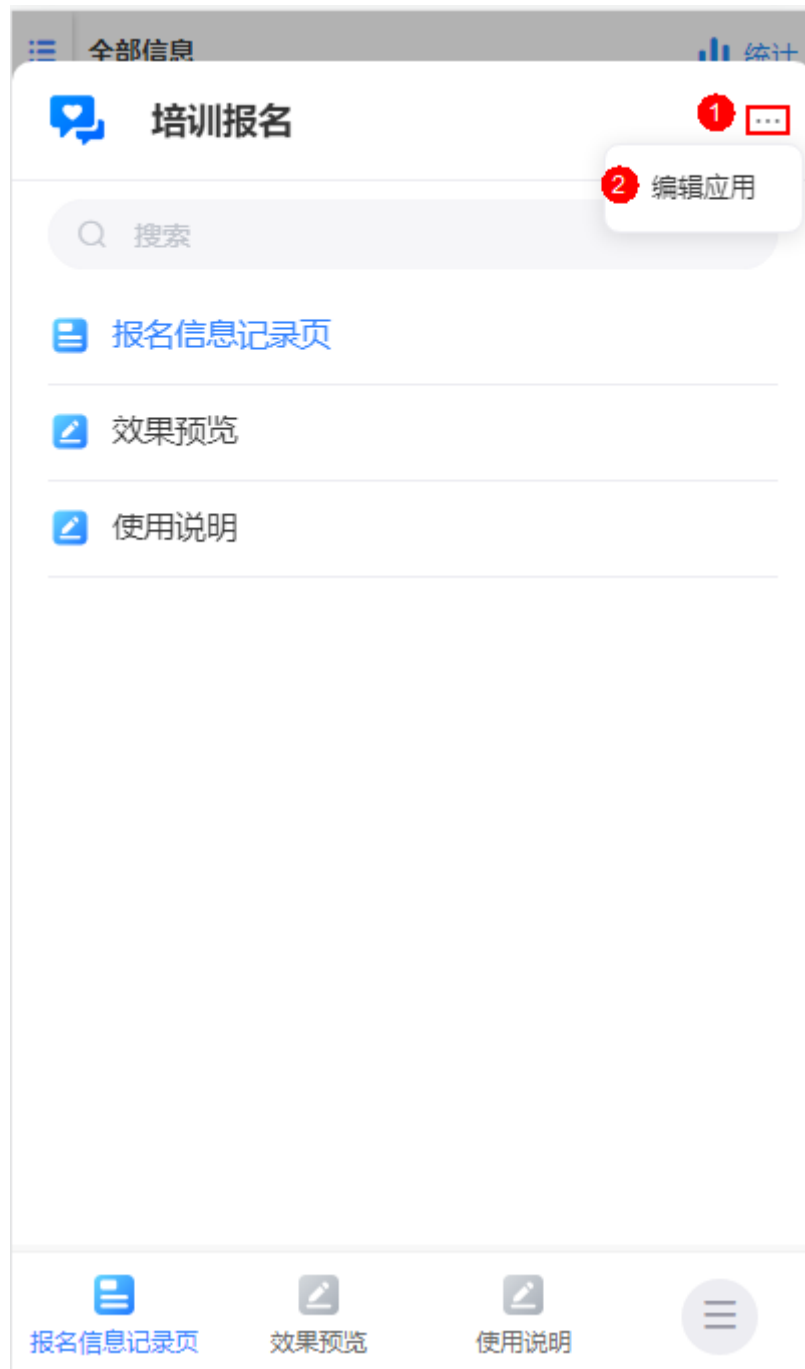 全部信息
统计
培训报名
1
...
2 编辑应用
搜索
报名信息记录页
效果预览
使用说明
报名信息记录页
效果预览
使用说明